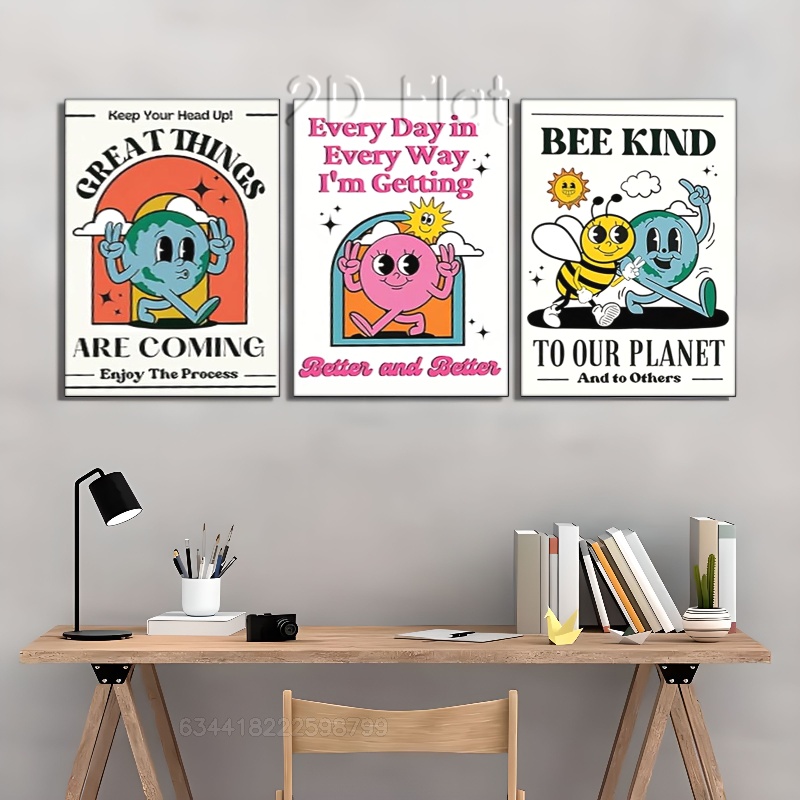 2D Flat
Keep Your Head Up!
GREAT THINGS
ARE COMING
Enjoy The Process
Every Day in
Every Way
I'm Getting
Better and Better
BEE KIND
TO OUR PLANET
And to Others
634418222598799